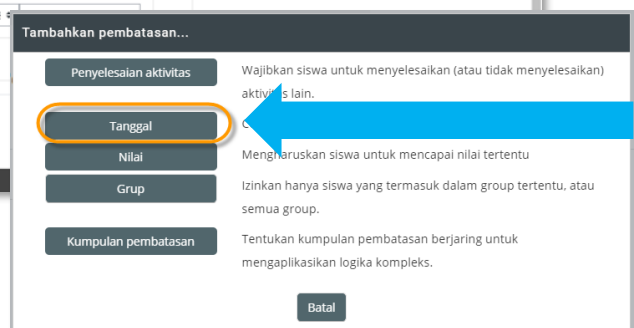 Tambahkan pembatasan...
Penyelesaian aktivitas
Wajibkan siswa untuk menyelesaikan (atau tidak menyelesaikan)
aktivitas lain.
Tanggal
Nilai
Mengharuskan siswa untuk mencapai nilai tertentu
Grup
Izinkan hanya siswa yang termasuk dalam group tertentu, atau
semua group.
Kumpulan pembatasan
Tentukan kumpulan pembatasan berjaring untuk
mengaplikasikan logika kompleks.
Batal